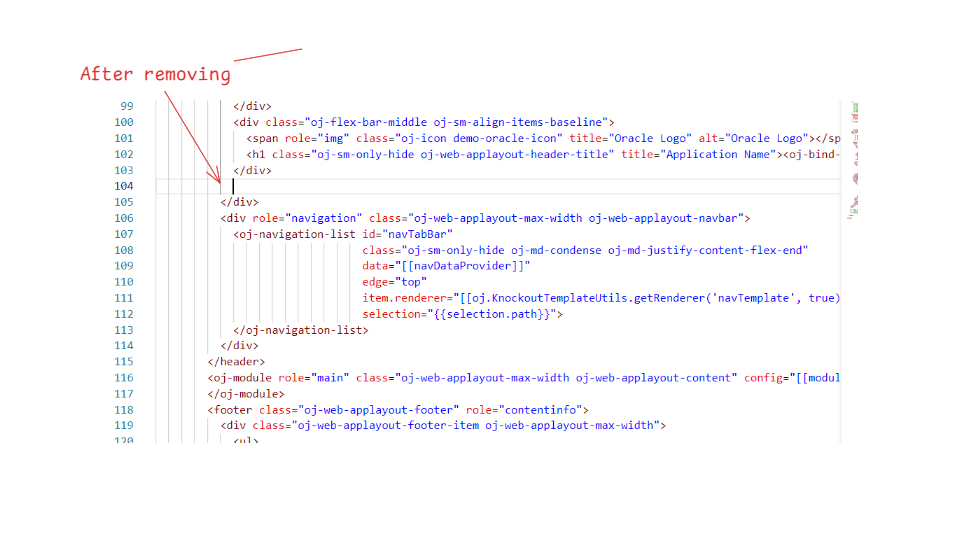 After removing
99 </div>
100 <div class="oj-flex-bar-middle oj-sm-align-items-baseline">
101 <span role="img" class="oj-icon demo-oracle-icon" title="Oracle Logo" alt="Oracle Logo"></sp
102 <h1 class="oj-sm-only-hide oj-web-applayout-header-title" title="Application Name"><oj-bind-
103 </div>
104
105 </div>
106 <div role="navigation" class="oj-web-applayout-max-width oj-web-applayout-navbar">
107 <oj-navigation-list id="navTabBar"
108 class="oj-sm-only-hide oj-md-condense oj-md-justify-content-flex-end"
109 data="[[navDataProvider]]"
110 edge="top"
111 item.renderer="[[oj.KnockoutTemplateUtils.getRenderer('navTemplate', true)
112 selection="{{selection.path}}">
113 </oj-navigation-list>
114 </div>
115 </header>
116 <oj-module role="main" class="oj-web-applayout-max-width oj-web-applayout-content" config="[[modul
117 </oj-module>
118 <footer class="oj-web-applayout-footer" role="contentinfo">
119 <div class="oj-web-applayout-footer-item oj-web-applayout-max-width">
120 <ul>